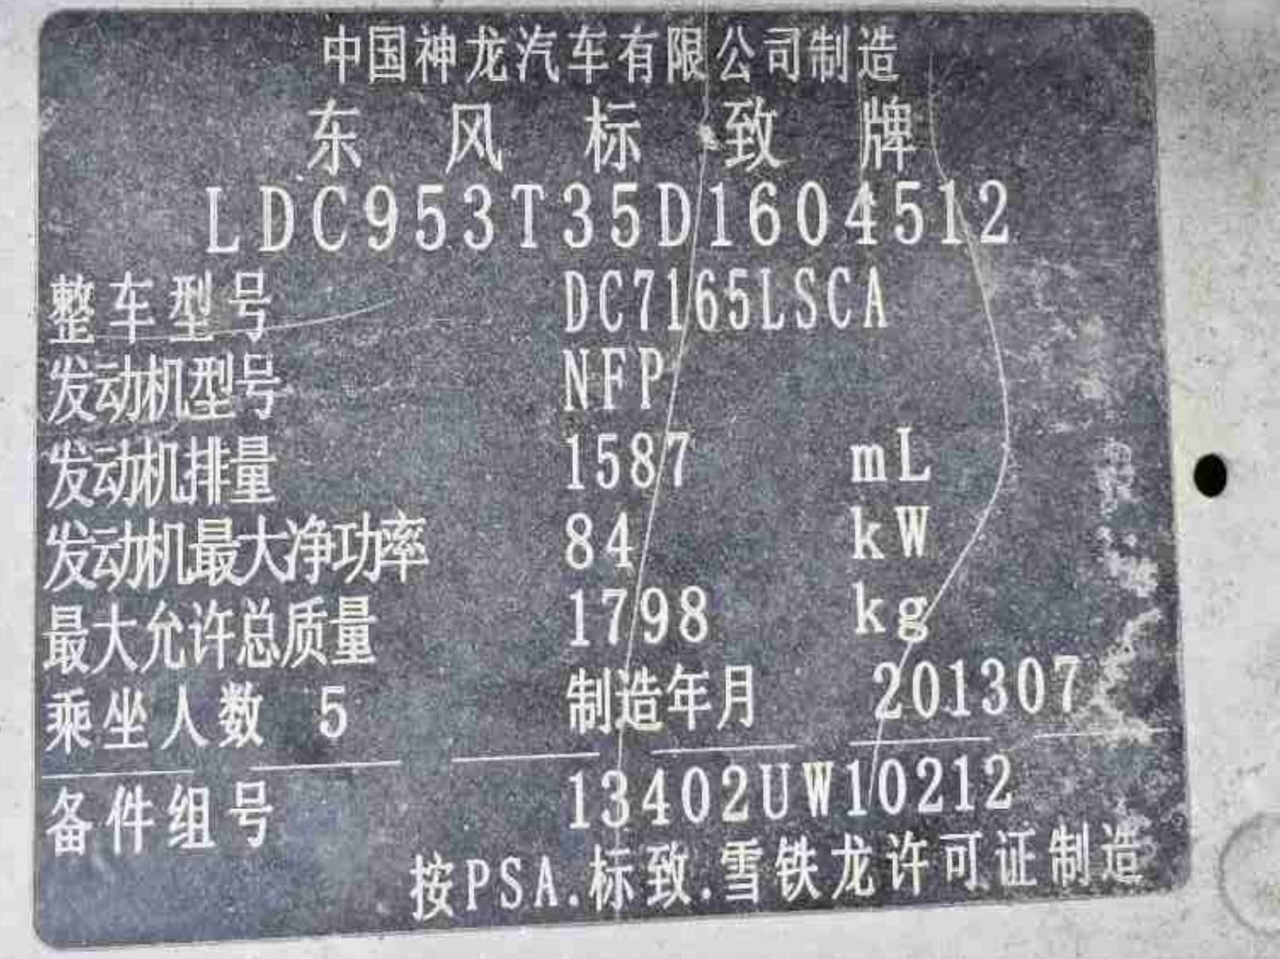 中国神龙汽车有限公司制造
东风标致牌
LDC953T35D1604512
整车型号 DC7165LSCA
发动机型号 NFP
发动机排量 1587 mL
发动机最大净功率 84 kW
最大允许总质量 1798 kg
乘坐人数 5 制造年月 201307
备件组号 13402UW10212
按PSA.标致.雪铁龙许可证制造